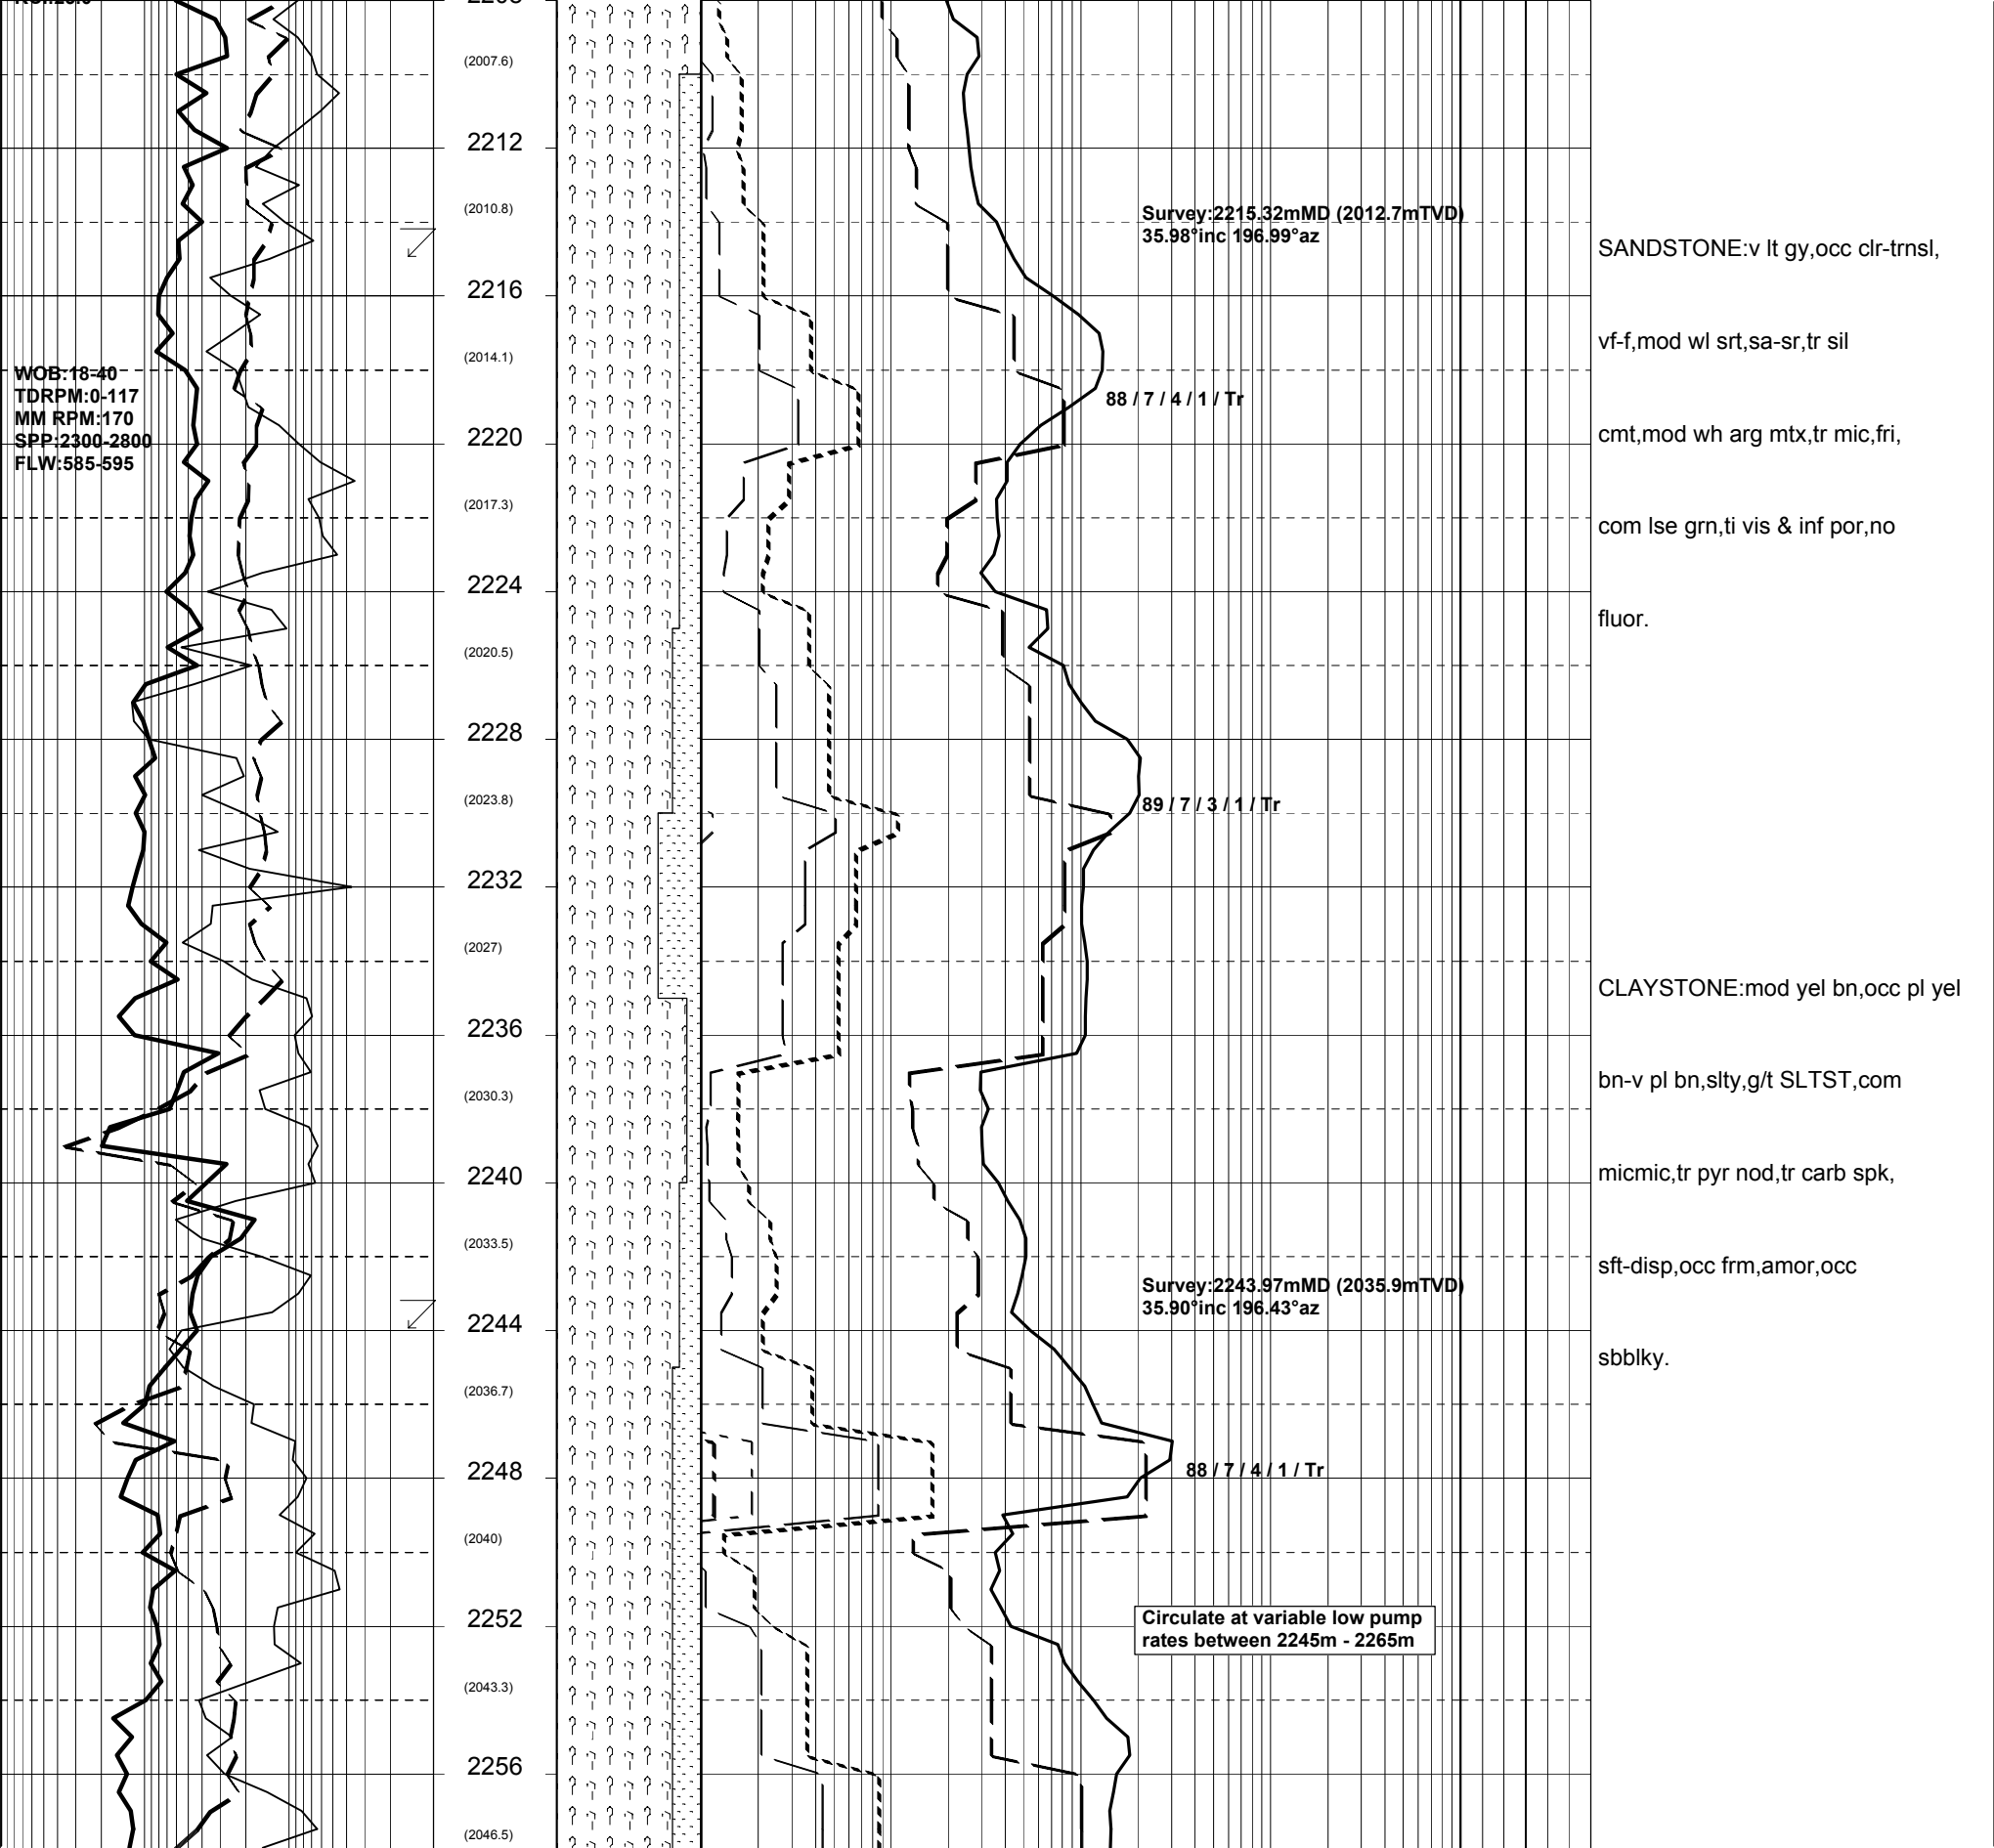 (2007.6)
2212
(2010.8)
Survey:2215.32mMD (2012.7mTVD)
35.98°inc 196.99°az
SANDSTONE:v lt gy,occ clr-trnsl,
2216
vf-f,mod wl srt,sa-sr,tr sil
(2014.1)
WOB:18-40
TDRPM:0-117
MM RPM:170
SPP:2300-2800
FLW:585-595
88 / 7 / 4 / 1 / Tr
2220
cmt,mod wh arg mtx,tr mic,fri,
(2017.3)
com lse grn,ti vis & inf por,no
2224
fluor.
(2020.5)
2228
(2023.8)
89 / 7 / 3 / 1 / Tr
2232
(2027)
CLAYSTONE:mod yel bn,occ pl yel
2236
bn-v pl bn,slty,g/t SLTST,com
(2030.3)
micmic,tr pyr nod,tr carb spk,
2240
(2033.5)
sft-disp,occ frm,amor,occ
Survey:2243.97mMD (2035.9mTVD)
35.90°inc 196.43°az
2244
sbblky.
(2036.7)
2248
88 / 7 / 4 / 1 / Tr
(2040)
2252
Circulate at variable low pump
rates between 2245m - 2265m
(2043.3)
2256
(2046.5)